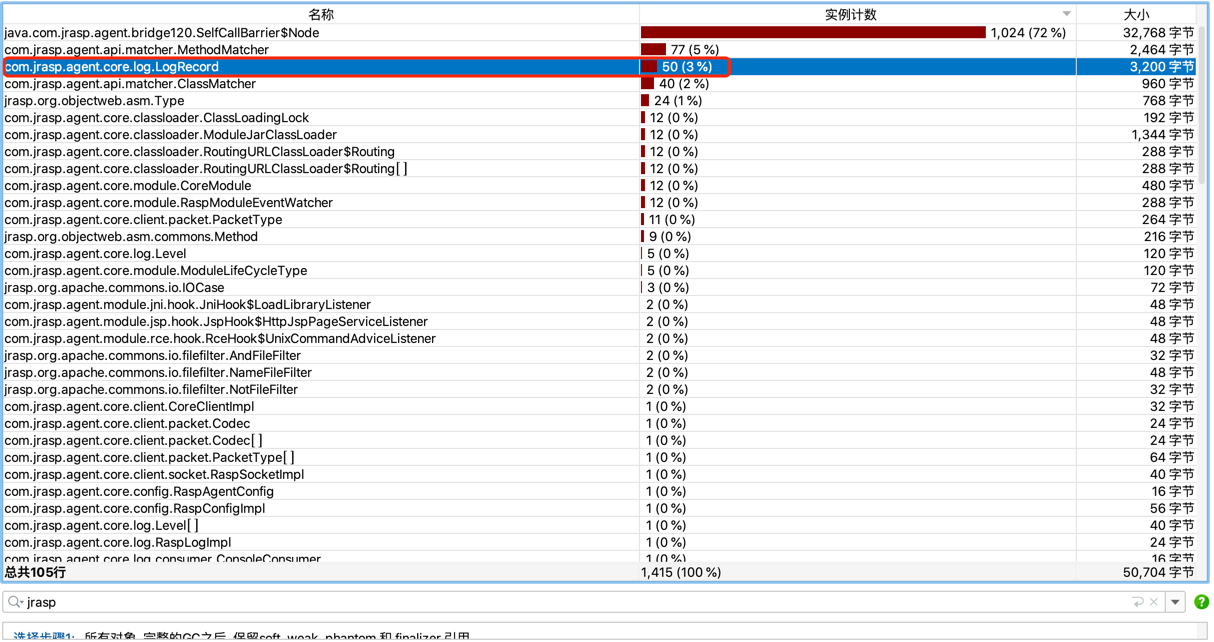 名称 实例计数 大小
java.com.jrasp.agent.bridge120.SelfCallBarrier$Node 1,024 (72 %) 32,768 字节
com.jrasp.agent.api.matcher.MethodMatcher 77 (5 %) 2,464 字节
com.jrasp.agent.core.log.LogRecord 50 (3 %) 3,200 字节
com.jrasp.agent.api.matcher.ClassMatcher 40 (2 %) 960 字节
jrasp.org.objectweb.asm.Type 24 (1 %) 768 字节
com.jrasp.agent.core.classloader.ClassLoadingLock 12 (0 %) 192 字节
com.jrasp.agent.core.classloader.ModuleJarClassLoader 12 (0 %) 1,344 字节
com.jrasp.agent.core.classloader.RoutingURLClassLoader$Routing 12 (0 %) 288 字节
com.jrasp.agent.core.classloader.RoutingURLClassLoader$Routing[ ] 12 (0 %) 288 字节
com.jrasp.agent.core.module.CoreModule 12 (0 %) 480 字节
com.jrasp.agent.core.module.RaspModuleEventWatcher 12 (0 %) 288 字节
com.jrasp.agent.core.client.packet.PacketType 11 (0 %) 264 字节
jrasp.org.objectweb.asm.commons.Method 9 (0 %) 216 字节
com.jrasp.agent.core.log.Level 5 (0 %) 120 字节
com.jrasp.agent.core.module.ModuleLifeCycleType 5 (0 %) 120 字节
jrasp.org.apache.commons.io.IOCase 3 (0 %) 72 字节
com.jrasp.agent.module.jni.hook.JniHook$LoadLibraryListener 2 (0 %) 48 字节
com.jrasp.agent.module.jsp.hook.JspHook$HttpJspPageServiceListener 2 (0 %) 48 字节
com.jrasp.agent.module.rce.hook.RceHook$UnixCommandAdviceListener 2 (0 %) 48 字节
jrasp.org.apache.commons.io.filefilter.AndFileFilter 2 (0 %) 32 字节
jrasp.org.apache.commons.io.filefilter.NameFileFilter 2 (0 %) 48 字节
jrasp.org.apache.commons.io.filefilter.NotFileFilter 2 (0 %) 32 字节
com.jrasp.agent.core.client.CoreClientImpl 1 (0 %) 32 字节
com.jrasp.agent.core.client.packet.Codec 1 (0 %) 24 字节
com.jrasp.agent.core.client.packet.Codec[ ] 1 (0 %) 24 字节
com.jrasp.agent.core.client.packet.PacketType[ ] 1 (0 %) 64 字节
com.jrasp.agent.core.client.socket.RaspSocketImpl 1 (0 %) 40 字节
com.jrasp.agent.core.config.RaspAgentConfig 1 (0 %) 16 字节
com.jrasp.agent.core.config.RaspConfigImpl 1 (0 %) 56 字节
com.jrasp.agent.core.log.Level[ ] 1 (0 %) 40 字节
com.jrasp.agent.core.log.RaspLogImpl 1 (0 %) 24 字节
com.jrasp.agent.core.log.consumer.ConsoleConsumer 1 (0 %) 16 字节
总共105行 1,415 (100 %) 50,704 字节
jrasp
选择步骤1: 所有对象, 完整的GC之后, 保留soft, weak, phantom 和 finalizer 引用